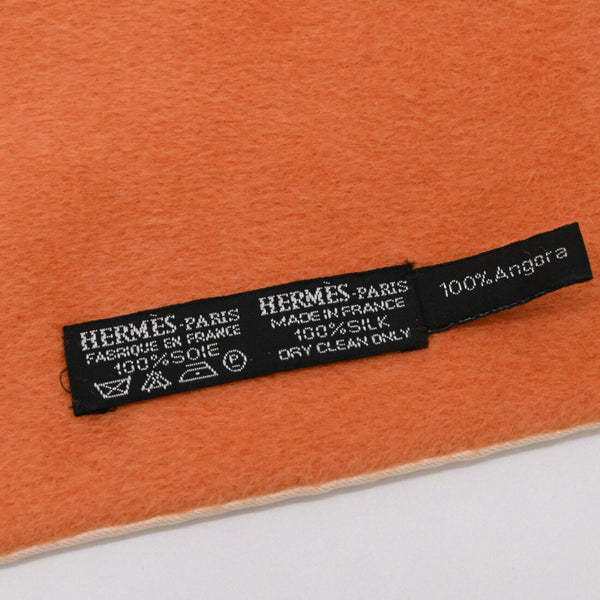 HERMÈS-PARIS
FABRIQUE EN FRANCE
100%SOIE
P
HERMÈS-PARIS
MADE IN FRANCE
100%SILK
DRY CLEAN ONLY
100%Angora